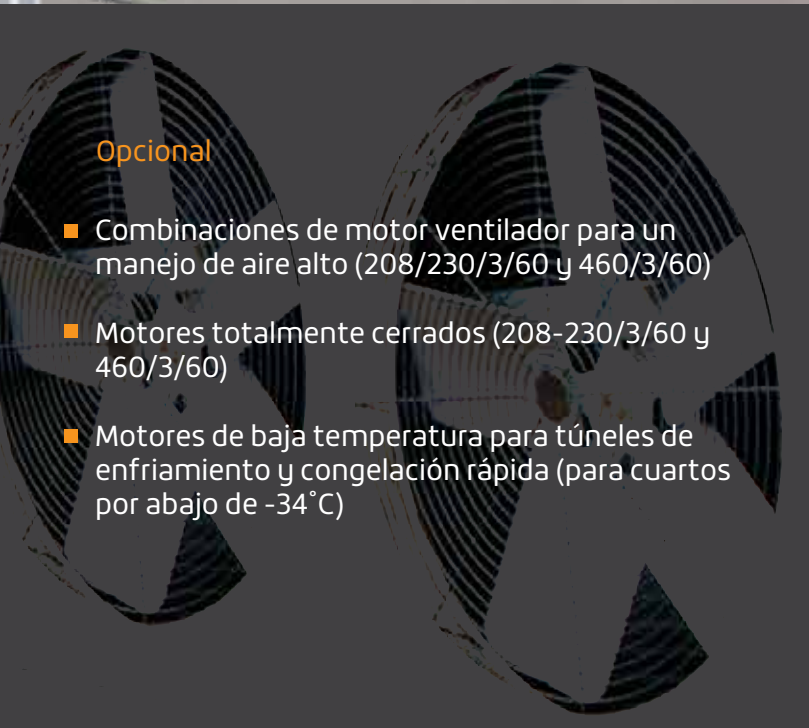 Opcional
Combinaciones de motor ventilador para un
manejo de aire alto (208/230/3/60 y 460/3/60)
Motores totalmente cerrados (208-230/3/60 y
460/3/60)
Motores de baja temperatura para túneles de
enfriamiento y congelación rápida (para cuartos
por abajo de -34°C)